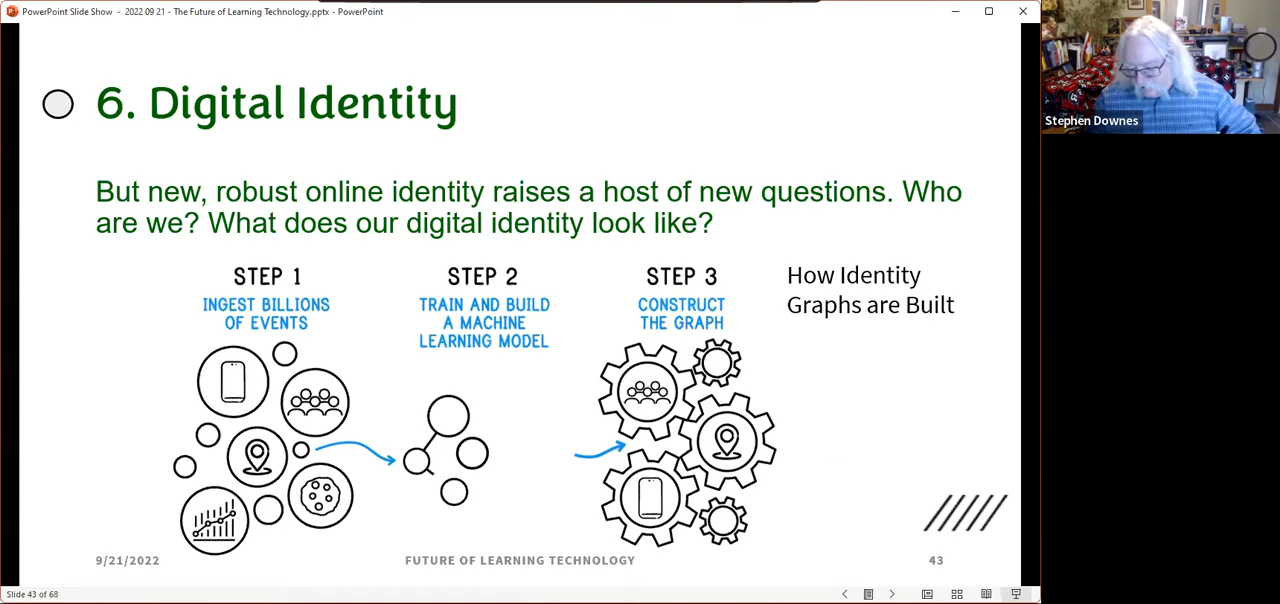 PowerPoint Slide Show - 2022 09 21 - The Future of Learning Technology.pptx - PowerPoint
Stephen Downes
6. Digital Identity
But new, robust online identity raises a host of new questions. Who
are we? What does our digital identity look like?
STEP 1
INGEST BILLIONS
OF EVENTS
STEP 2
TRAIN AND BUILD
A MACHINE
LEARNING MODEL
STEP 3
CONSTRUCT
THE GRAPH
How Identity
Graphs are Built
9/21/2022
FUTURE OF LEARNING TECHNOLOGY
43
Slide 43 of 68